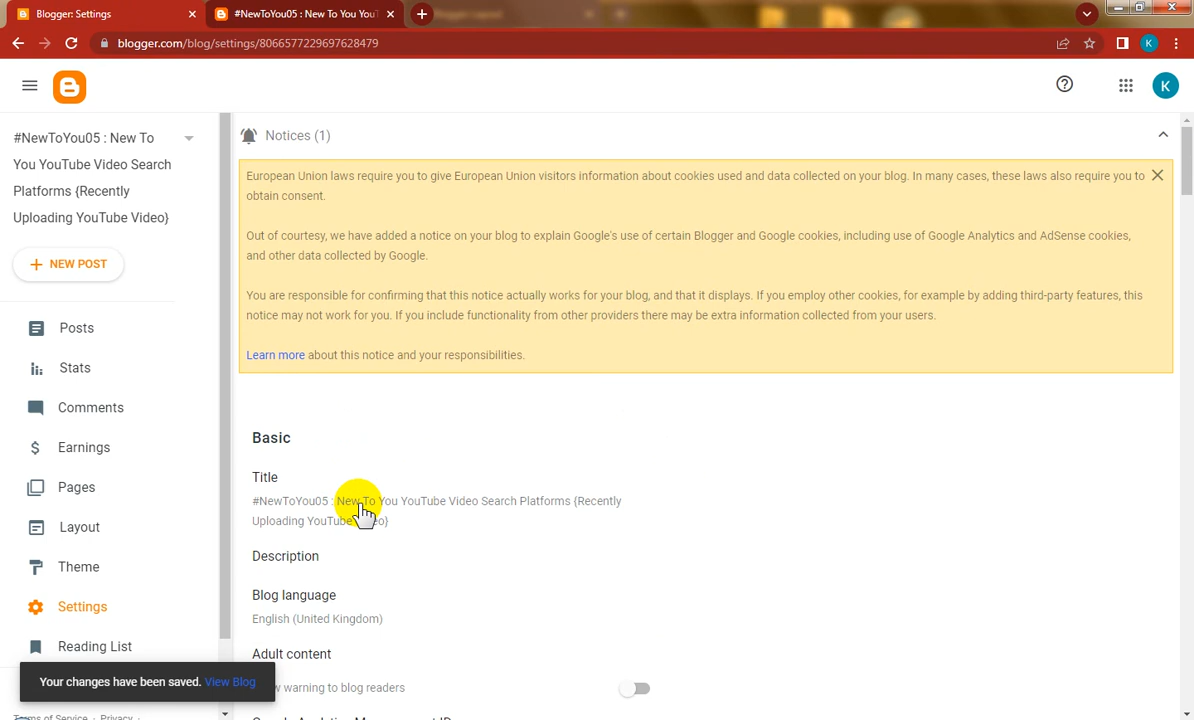 Blogger: Settings
#NewToYou05 : New To You You
blogger.com/blog/settings/8066577229697628479
K
K
#NewToYou05 : New To
You YouTube Video Search
Platforms {Recently
Uploading YouTube Video}
+ NEW POST
Posts
Stats
Comments
Earnings
Pages
Layout
Theme
Settings
Reading List
Your changes have been saved. View Blog
Terms of Service · Privacy ·
Notices (1)
European Union laws require you to give European Union visitors information about cookies used and data collected on your blog. In many cases, these laws also require you to
obtain consent.
Out of courtesy, we have added a notice on your blog to explain Google's use of certain Blogger and Google cookies, including use of Google Analytics and AdSense cookies,
and other data collected by Google.
You are responsible for confirming that this notice actually works for your blog, and that it displays. If you employ other cookies, for example by adding third-party features, this
notice may not work for you. If you include functionality from other providers there may be extra information collected from your users.
Learn more about this notice and your responsibilities.
Basic
Title
#NewToYou05 : New To You YouTube Video Search Platforms {Recently
Uploading YouTube Video}
Description
Blog language
English (United Kingdom)
Adult content
warning to blog readers